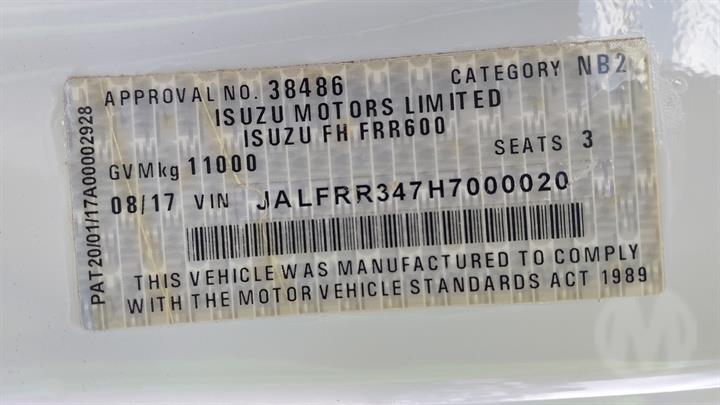 APPROVAL NO. 38486 CATEGORY NB2
ISUZU MOTORS LIMITED
ISUZU FH FRR600
GVMkg 11000 SEATS 3
08/17 VIN JALFRR347H7000020
THIS VEHICLE WAS MANUFACTURED TO COMPLY
WITH THE MOTOR VEHICLE STANDARDS ACT 1989
PAT20/01/17A00002928
M